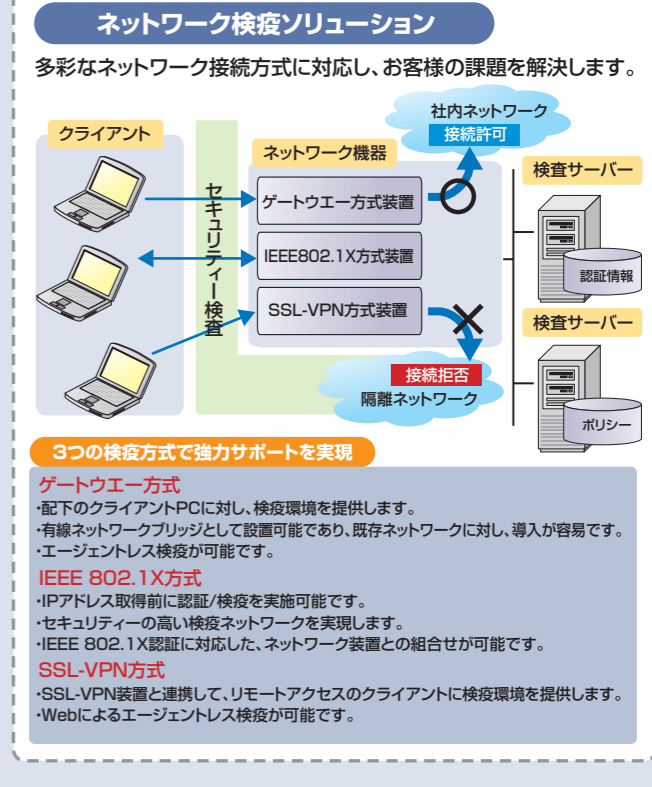 ネットワーク検疫ソリューション
多彩なネットワーク接続方式に対応し、お客様の課題を解決します。
クライアント
セキュリティー検査
ネットワーク機器
ゲートウエー方式装置
IEEE802.1X方式装置
SSL-VPN方式装置
社内ネットワーク
接続許可
接続拒否
隔離ネットワーク
検査サーバー
認証情報
検査サーバー
ポリシー
3つの検疫方式で強力サポートを実現
ゲートウエー方式
・配下のクライアントPCに対し、検疫環境を提供します。
・有線ネットワークブリッジとして設置可能であり、既存ネットワークに対し、導入が容易です。
・エージェントレス検疫が可能です。
IEEE 802.1X方式
・IPアドレス取得前に認証/検疫を実施可能です。
・セキュリティーの高い検疫ネットワークを実現します。
・IEEE 802.1X認証に対応した、ネットワーク装置との組合せが可能です。
SSL-VPN方式
・SSL-VPN装置と連携して、リモートアクセスのクライアントに検疫環境を提供します。
・Webによるエージェントレス検疫が可能です。